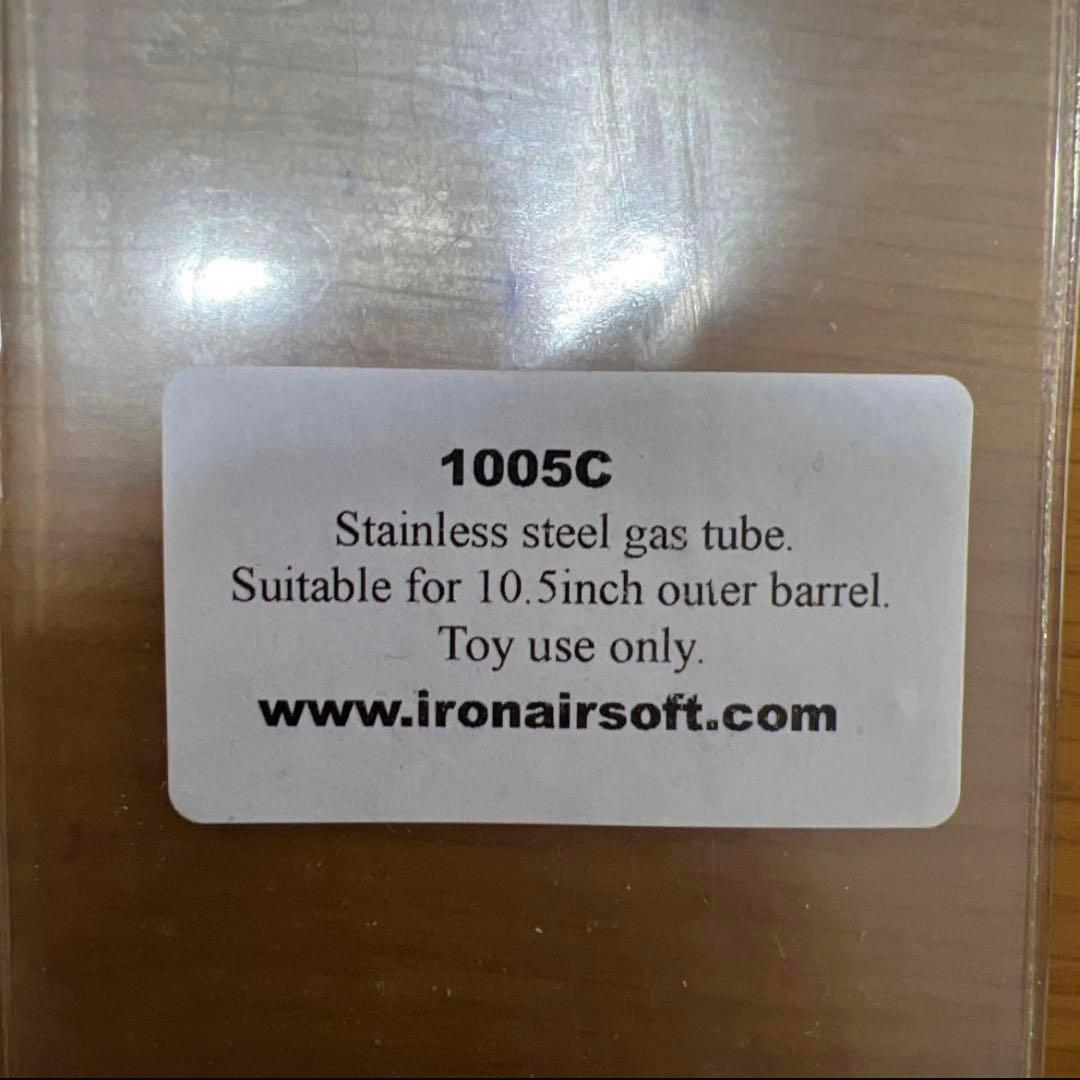 1005C
Stainless steel gas tube.
Suitable for 10.5inch outer barrel.
Toy use only.
www.ironairsoft.com